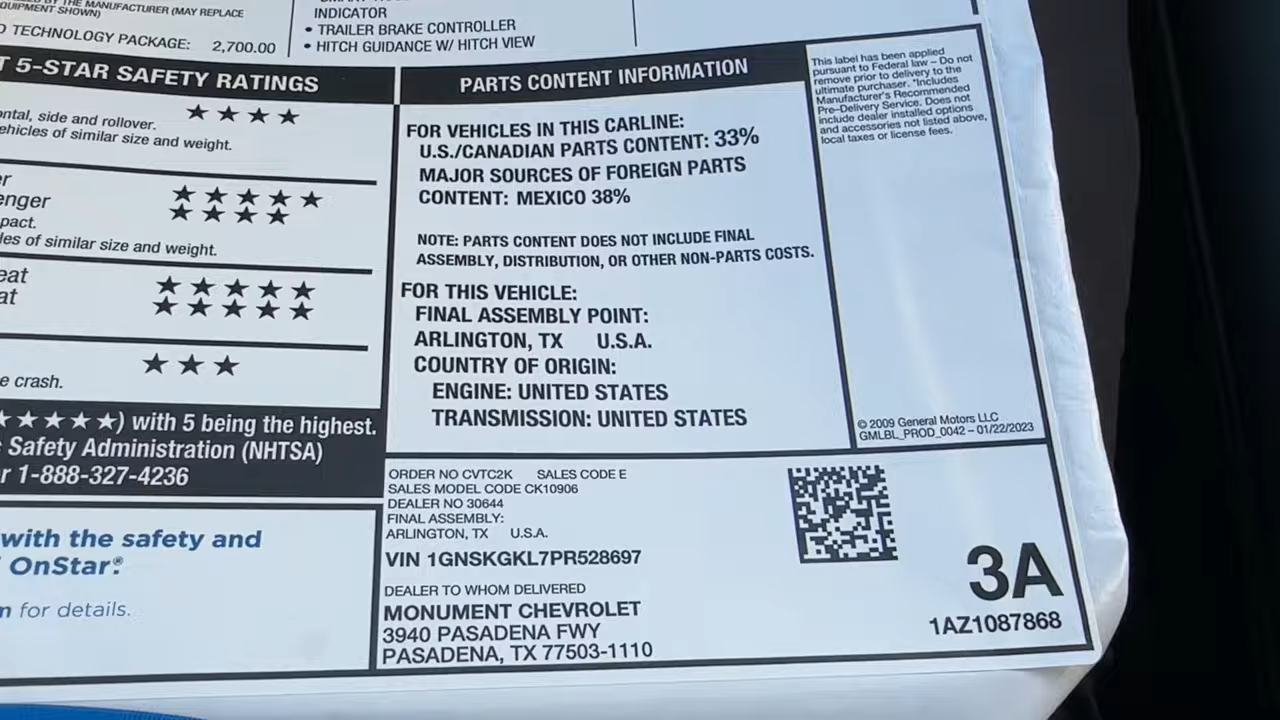 THE MANUFACTURER (MAY REPLACE
EQUIPMENT SHOWN)
TECHNOLOGY PACKAGE: 2,700.00
INDICATOR
• TRAILER BRAKE CONTROLLER
• HITCH GUIDANCE W/ HITCH VIEW
5-STAR SAFETY RATINGS
★★★★
ontal, side and rollover.
ehicles of similar size and weight.
er ★★★★★
enger ★★★★
pact.
les of similar size and weight.
eat ★★★★★
at ★★★★★
★★★
e crash.
★★★★★) with 5 being the highest.
Safety Administration (NHTSA)
r 1-888-327-4236
with the safety and
OnStar®.
for details.
PARTS CONTENT INFORMATION
FOR VEHICLES IN THIS CARLINE:
U.S./CANADIAN PARTS CONTENT: 33%
MAJOR SOURCES OF FOREIGN PARTS
CONTENT: MEXICO 38%
NOTE: PARTS CONTENT DOES NOT INCLUDE FINAL
ASSEMBLY, DISTRIBUTION, OR OTHER NON-PARTS COSTS.
FOR THIS VEHICLE:
FINAL ASSEMBLY POINT:
ARLINGTON, TX U.S.A.
COUNTRY OF ORIGIN:
ENGINE: UNITED STATES
TRANSMISSION: UNITED STATES
This label has been applied
pursuant to Federal law – Do not
remove prior to delivery to the
ultimate purchaser. *Includes
Manufacturer's Recommended
Pre-Delivery Service. Does not
include dealer installed options
and accessories not listed above,
local taxes or license fees.
© 2009 General Motors LLC
GMLBL_PROD_0042 – 01/22/2023
ORDER NO CVTC2K SALES CODE E
SALES MODEL CODE CK10906
DEALER NO 30644
FINAL ASSEMBLY:
ARLINGTON, TX U.S.A.
VIN 1GNSKGKL7PR528697
DEALER TO WHOM DELIVERED
MONUMENT CHEVROLET
3940 PASADENA FWY
PASADENA, TX 77503-1110
3A
1AZ1087868